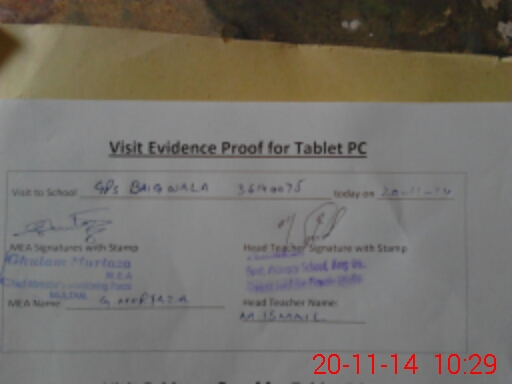 Visit Evidence Proof for Tablet PC
Visit to School GPS BAIGWALA 36140075 today on 20-11-14
MEA Signatures with Stamp Head Teacher Signature with Stamp
Ghulam Murtaza
M.E.A
MEA Name: G MURTAZA Head Teacher Name:
M. ISMAIL
20-11-14 10:29